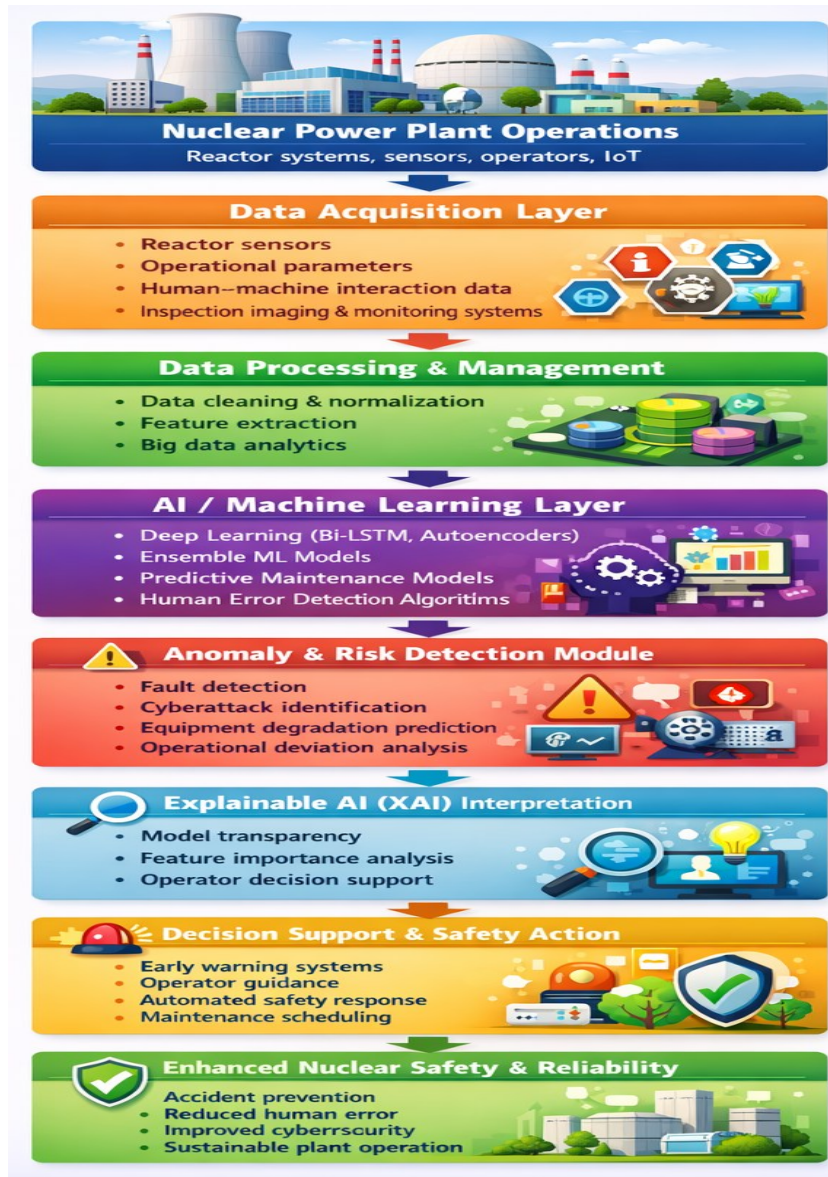 Nuclear Power Plant Operations
Reactor systems, sensors, operators, IoT
Data Acquisition Layer
• Reactor sensors
• Operational parameters
• Human–machine interaction data
• Inspection imaging & monitoring systems
Data Processing & Management
• Data cleaning & normalization
• Feature extraction
• Big data analytics
AI / Machine Learning Layer
• Deep Learning (Bi-LSTM, Autoencoders)
• Ensemble ML Models
• Predictive Maintenance Models
• Human Error Detection Algoritims
Anomaly & Risk Detection Module
• Fault detection
• Cyberattack identification
• Equipment degradation prediction
• Operational deviation analysis
a
Explainable AI (XAI) Interpretation
• Model transparency
• Feature importance analysis
• Operator decision support
Decision Support & Safety Action
• Early warning systems
• Operator guidance
• Automated safety response
• Maintenance scheduling
Enhanced Nuclear Safety & Reliability
Accident prevention
• Reduced human error
• Improved cyberrscurity
• Sustainable plant operation